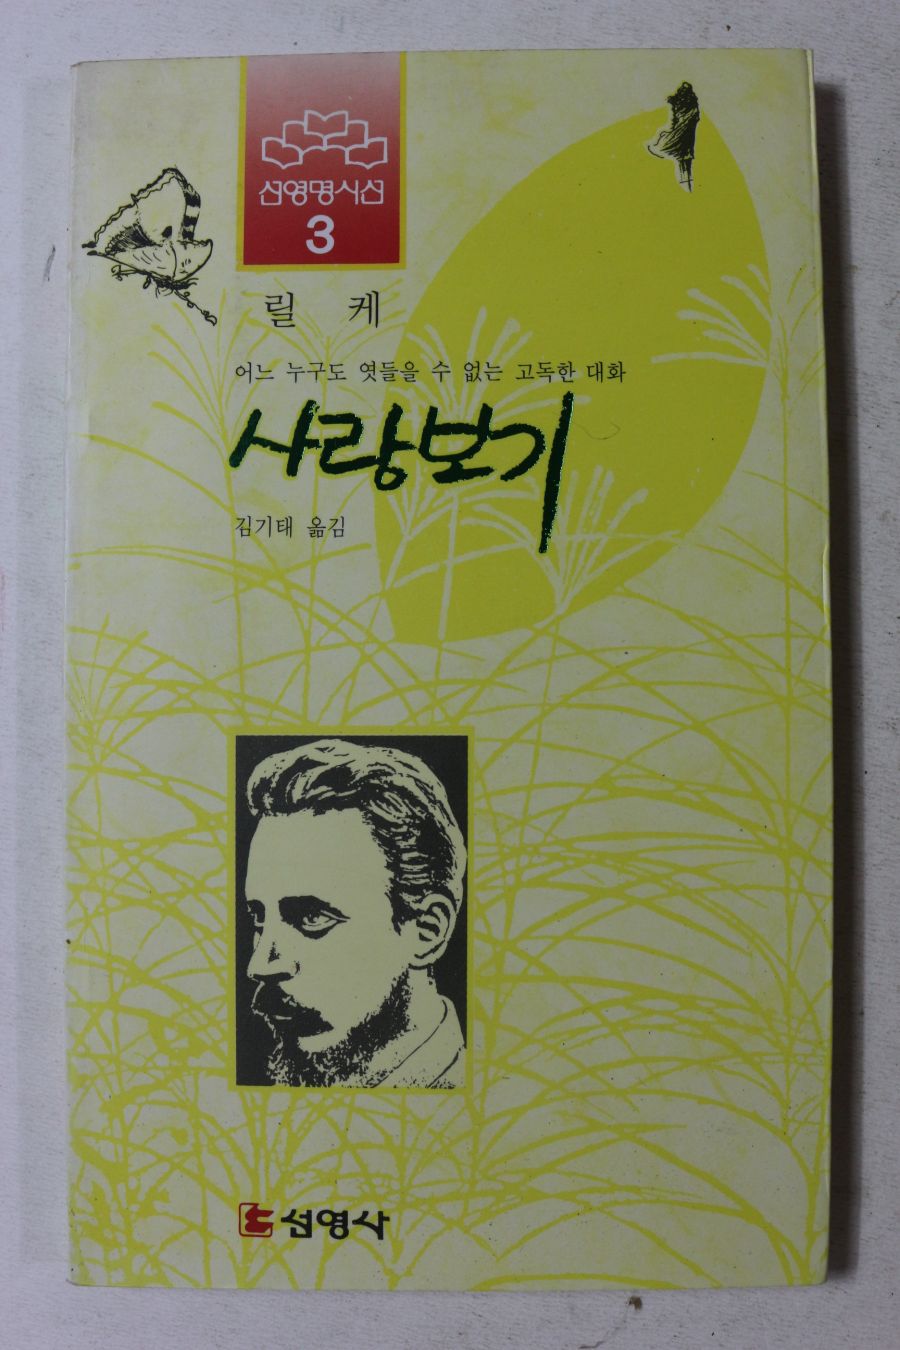 선영명시선
3
릴 케
어느 누구도 엿들을 수 없는 고독한 대화
사랑보기
김기태 옮김
선영사